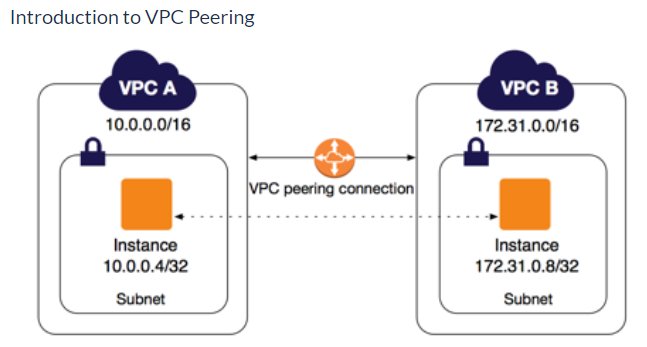 Introduction to VPC Peering
VPC A
10.0.0.0/16
VPC B
172.31.0.0/16
VPC peering connection
Instance
10.0.0.4/32
Subnet
Instance
172.31.0.8/32
Subnet